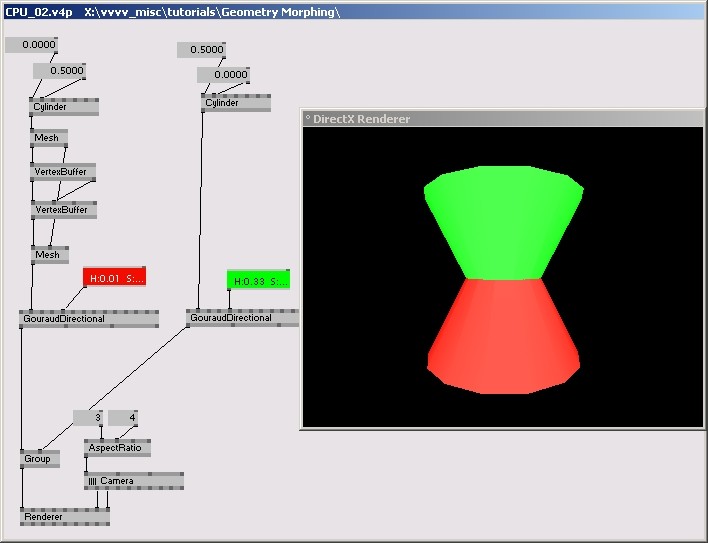 CPU_02.v4p X:\vvvv_misc\tutorials\Geometry Morphing\
0.0000
0.5000
0.5000
0.0000
Cylinder
Cylinder
° DirectX Renderer
Mesh
VertexBuffer
VertexBuffer
Mesh
H:0.01 S:...
H:0.33 S:...
GouraudDirectional
GouraudDirectional
3
4
AspectRatio
Group
Camera
Renderer